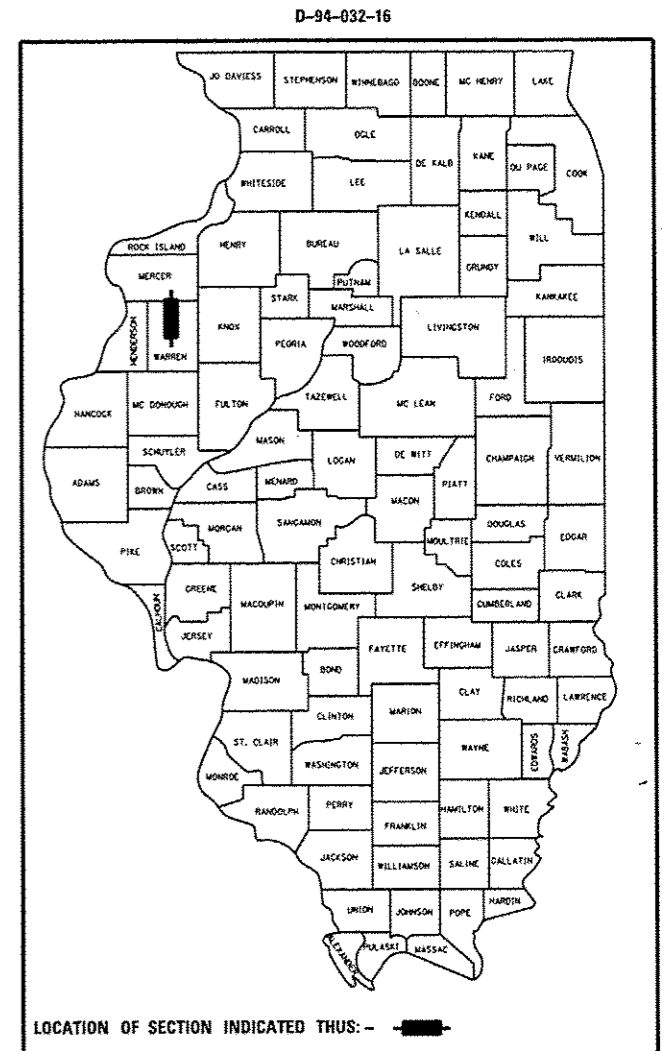 D-94-032-16
JO DAVIESS STEPHENSON WINNEBAGO BOONE MC HENRY LAKE
CARROLL OGLE
DE KALB KANE DU PAGE COOK
WHITESIDE LEE
KENDALL WILL
ROCK ISLAND HENRY BUREAU LA SALLE
MERCER PUTNAM GRUNDY
STARK MARSHALL KANKAKEE
HENDERSON WARREN KNOX LIVINGSTON
PEORIA WOODFORD IROQUOIS
HANCOCK MC DONOUGH FULTON TAZEWELL MC LEAN FORD
MASON
SCHUYLER LOGAN DE WITT CHAMPAIGN VERMILION
ADAMS BROWN CASS MENARD PIATT
MACON
MORGAN SANGAMON DOUGLAS
PIKE SCOTT CHRISTIAN MOULTRIE EDGAR
COLES
GREENE SHELBY
CALHOUN MACOUPIN MONTGOMERY CUMBERLAND CLARK
JERSEY FAYETTE EFFINGHAM JASPER CRAWFORD
BOND
MADISON CLAY RICHLAND LAWRENCE
CLINTON MARION
ST. CLAIR WAYNE EDWARDS WABASH
WASHINGTON JEFFERSON
MONROE
RANDOLPH PERRY HAMILTON WHITE
FRANKLIN
JACKSON WILLIAMSON SALINE GALLATIN
HARDIN
UNION JOHNSON POPE
ALEXANDER PULASKI MASSAC
LOCATION OF SECTION INDICATED THUS: -